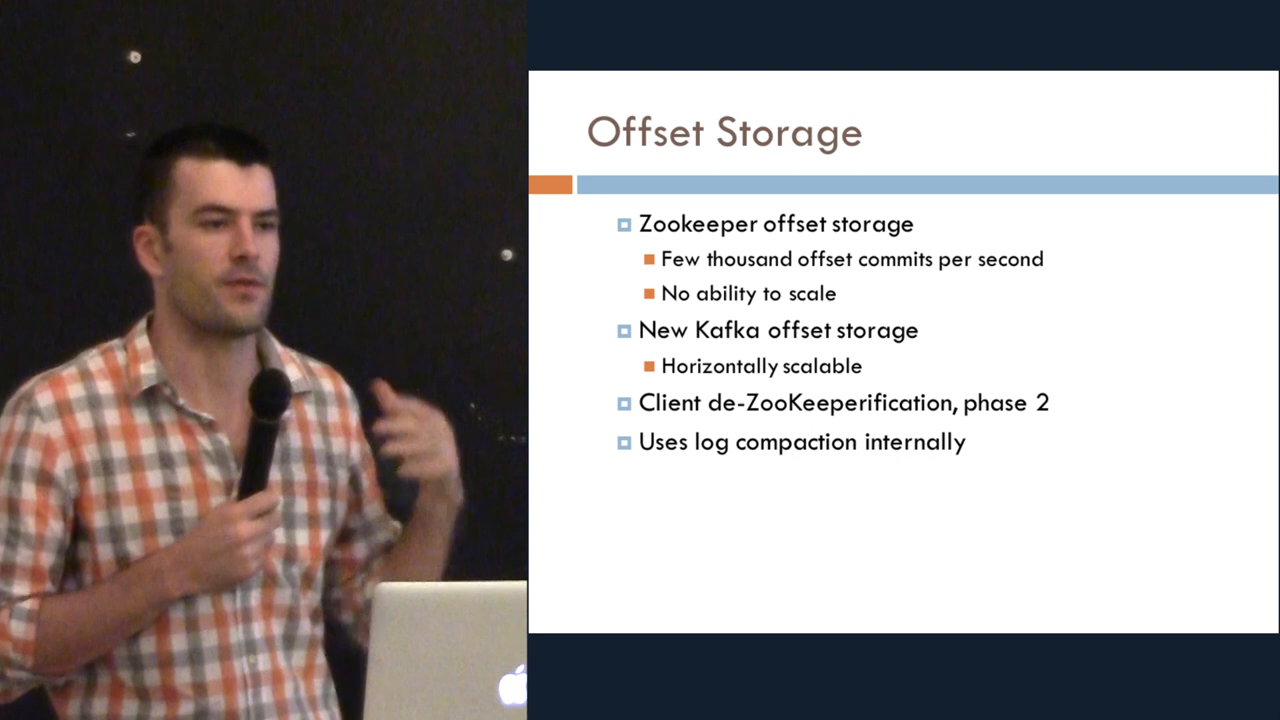 Offset Storage
Zookeeper offset storage
Few thousand offset commits per second
No ability to scale
New Kafka offset storage
Horizontally scalable
Client de-ZooKeeperification, phase 2
Uses log compaction internally